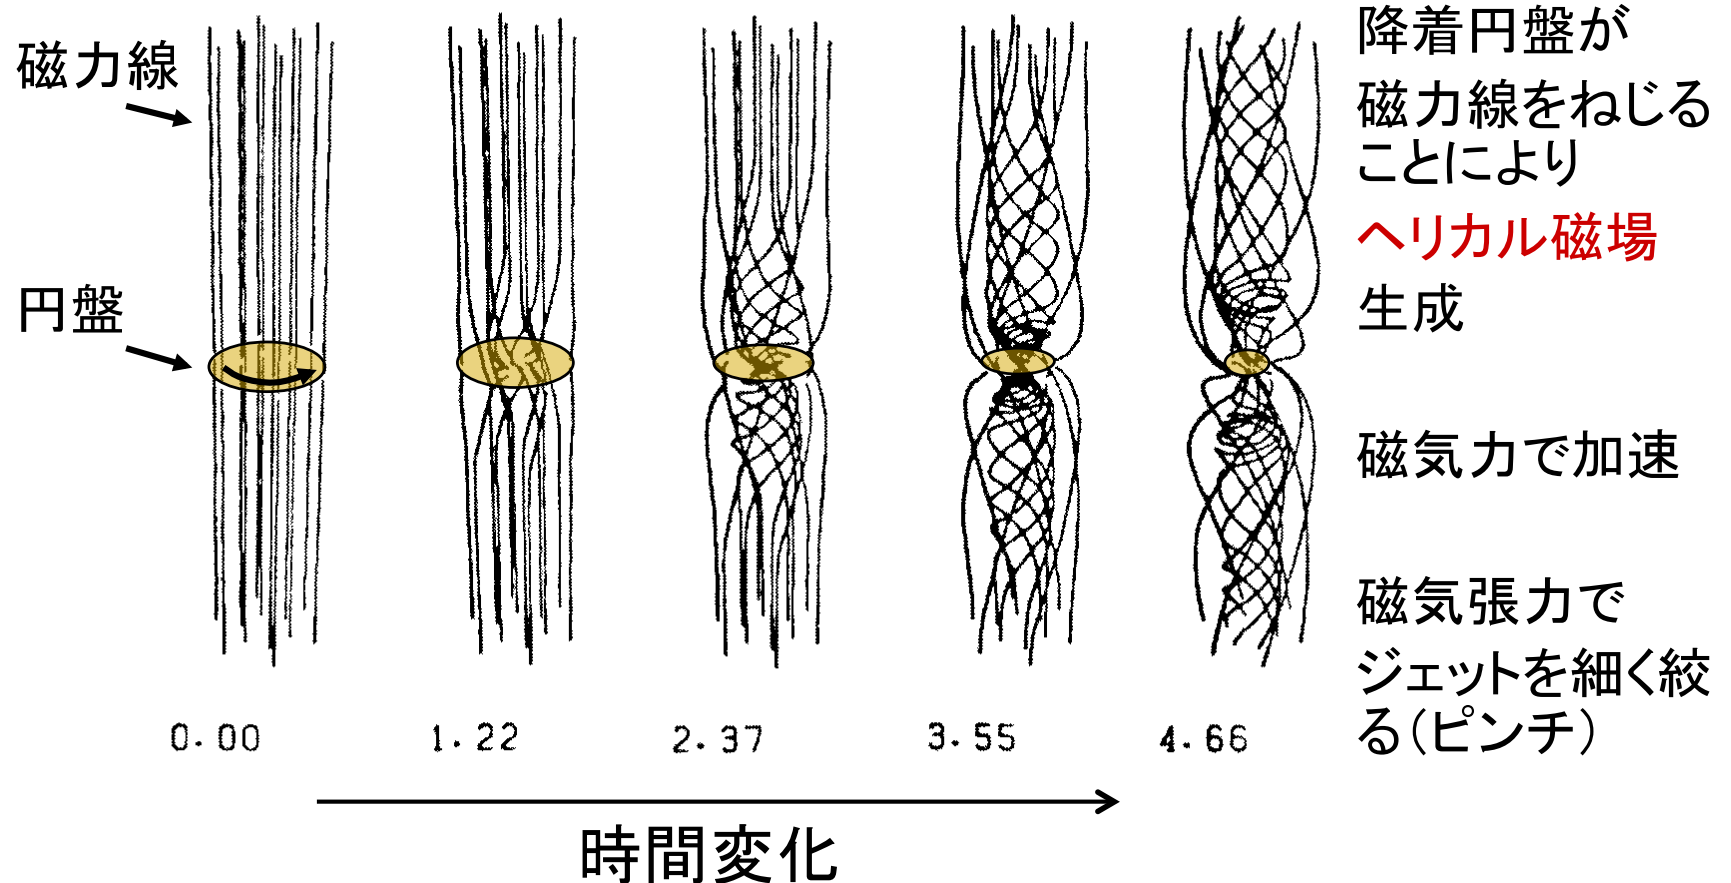 磁力線
円盤
降着円盤が
磁力線をねじる
ことにより
ヘリカル磁場
生成
磁気力で加速
磁気張力で
ジェットを細く絞
る（ピンチ）
0.00 1.22 2.37 3.55 4.66
時間変化